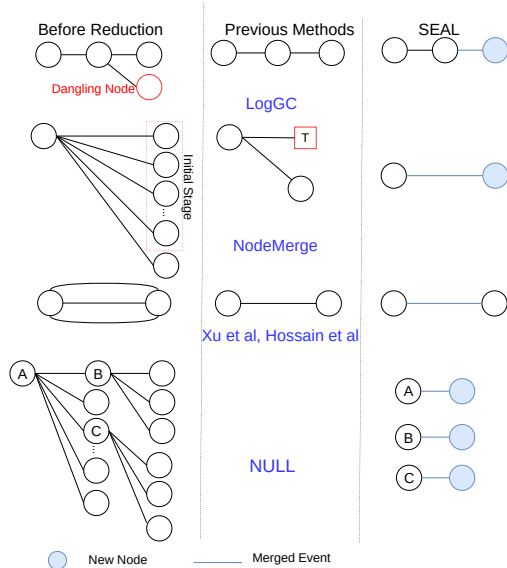 Before Reduction
Previous Methods
SEAL
Dangling Node
LogGC
T
Initial Stage
...
NodeMerge
Xu et al, Hossain et al
A
B
C
...
NULL
A
B
C
New Node
Merged Event